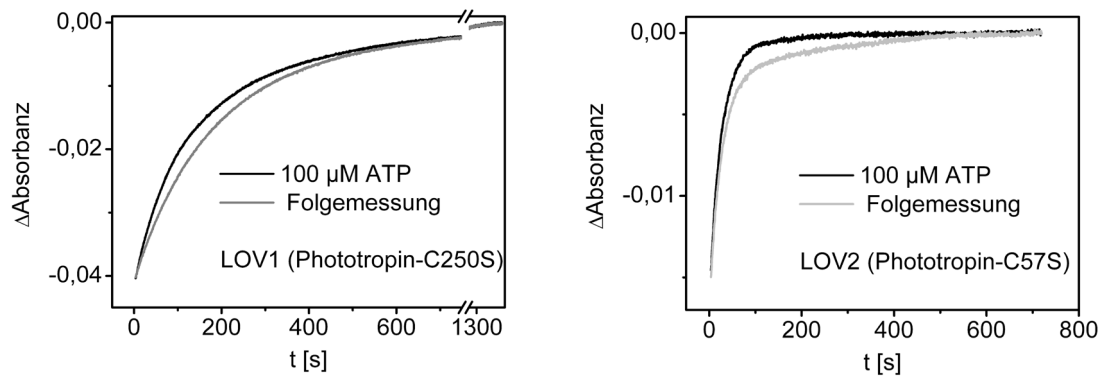 0,00
-0,02
-0,04
ΔAbsorbanz
100 µM ATP
Folgemessung
LOV1 (Phototropin-C250S)
0 200 400 600 1300
t [s]
0,00
-0,01
ΔAbsorbanz
100 µM ATP
Folgemessung
LOV2 (Phototropin-C57S)
0 200 400 600 800
t [s]